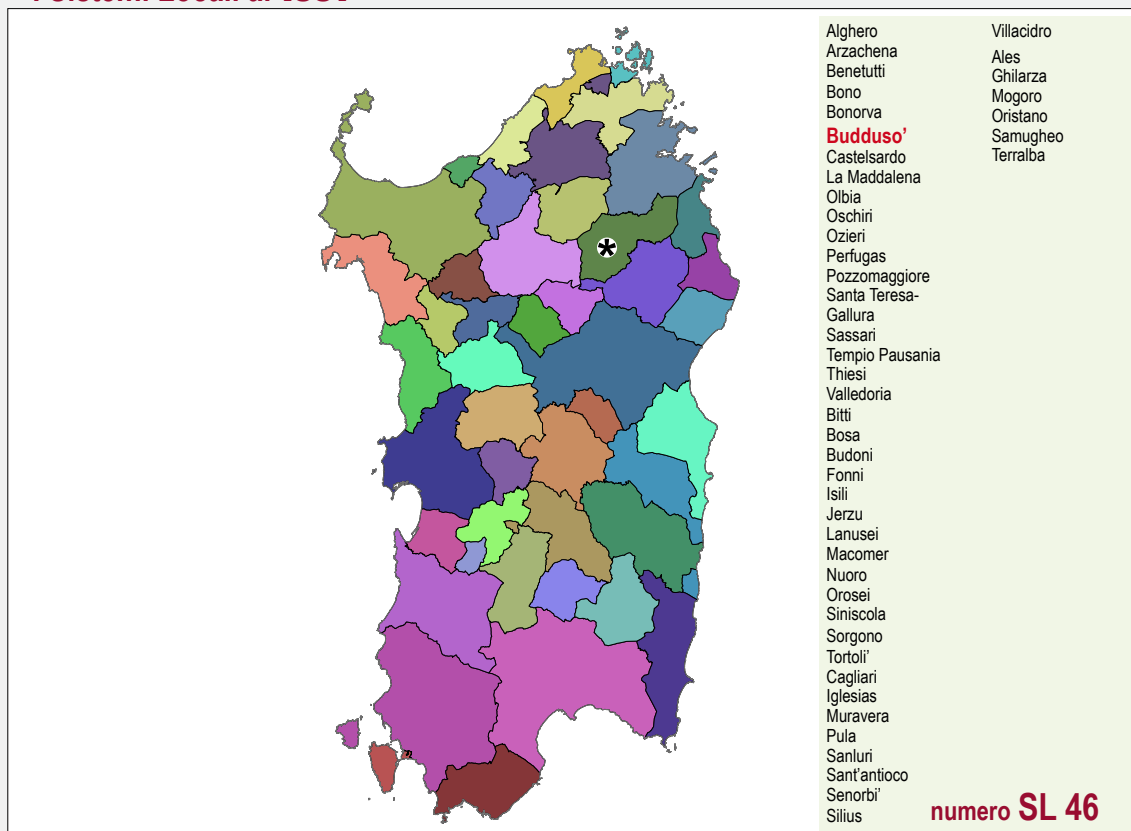 Alghero
Arzachena
Benetutti
Bono
Bonorva
Budduso’
Castelsardo
La Maddalena
Olbia
Oschiri
Ozieri
Perfugas
Pozzomaggiore
Santa Teresa-
Gallura
Sassari
Tempio Pausania
Thiesi
Valledoria
Bitti
Bosa
Budoni
Fonni
Isili
Jerzu
Lanusei
Macomer
Nuoro
Orosei
Siniscola
Sorgono
Tortoli’
Cagliari
Iglesias
Muravera
Pula
Sanluri
Sant’antioco
Senorbi’
Silius
Villacidro
Ales
Ghilarza
Mogoro
Oristano
Samugheo
Terralba
numero SL 46